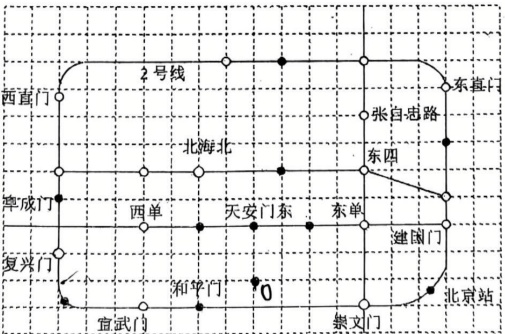 2号线
西直门
东直门
张自忠路
北海北
东四
阜成门
西单
天安门东
东单
建国门
复兴门
和平门
O
北京站
宣武门
崇文门